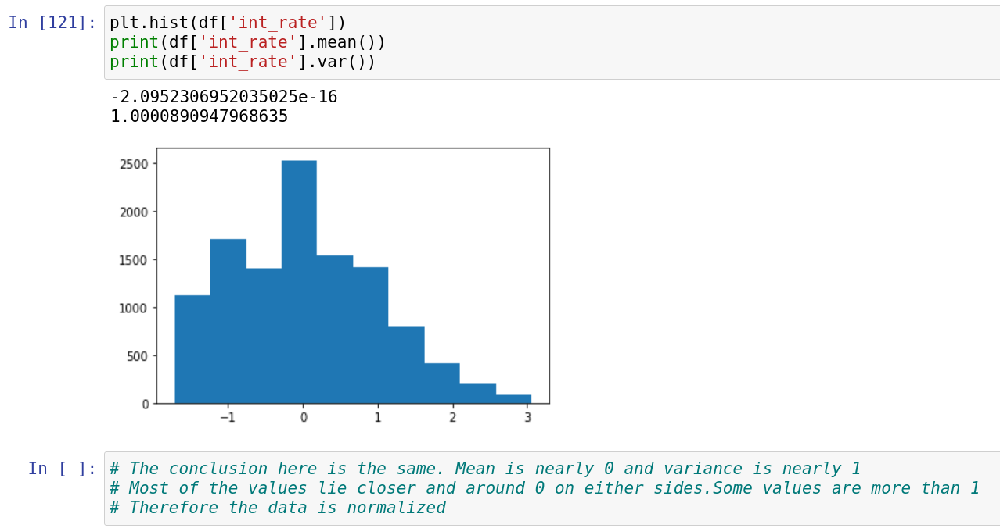 In [121]: plt.hist(df['int_rate'])
print(df['int_rate'].mean())
print(df['int_rate'].var())
-2.0952306952035025e-16
1.0000890947968635
2500
2000
1500
1000
500
0
−1 0 1 2 3
In [ ]: # The conclusion here is the same. Mean is nearly 0 and variance is nearly 1
# Most of the values lie closer and around 0 on either sides.Some values are more than 1
# Therefore the data is normalized